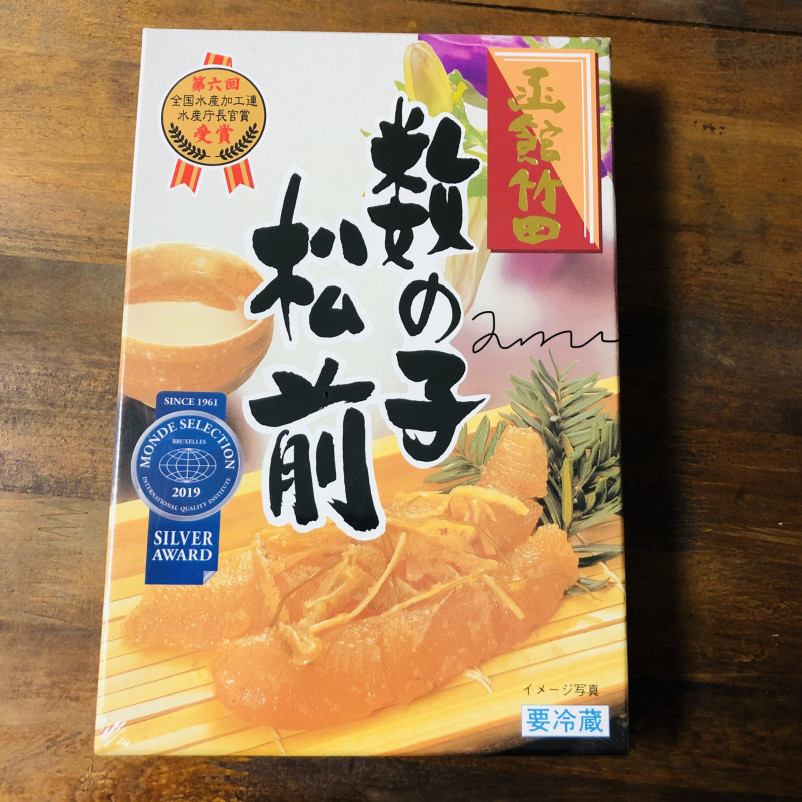 第六回
全国水産加工連
水産庁長官賞
受賞
函館竹田
数の子
松前
SINCE 1961
MONDE SELECTION
BRUXELLES
2019
INTERNATIONAL QUALITY INSTITUTE
SILVER
AWARD
イメージ写真
要冷蔵